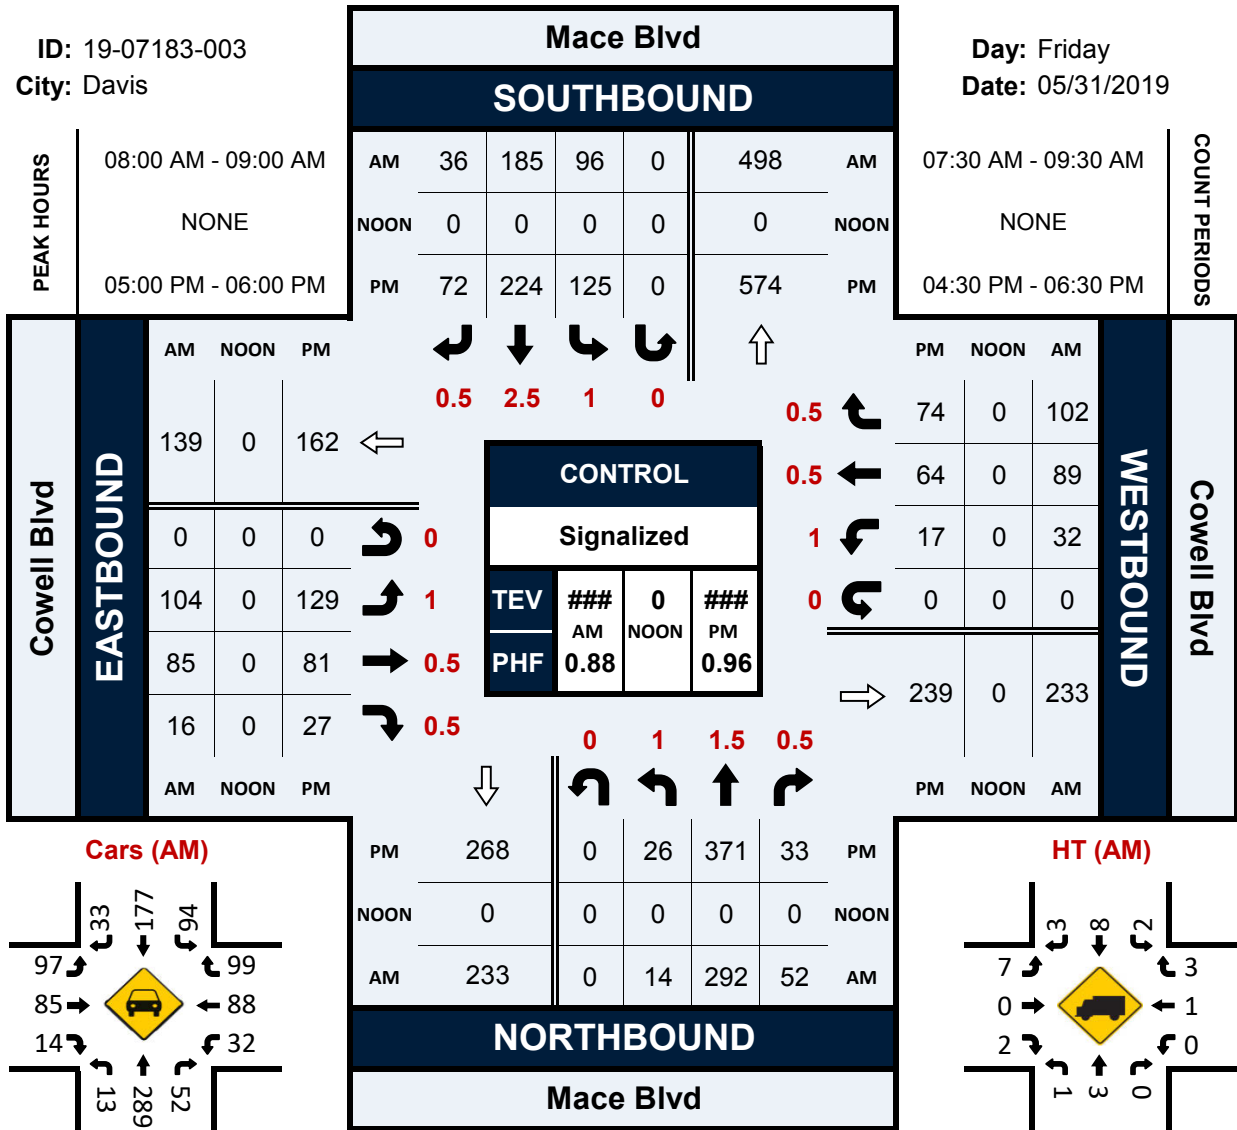 ID: 19-07183-003
City: Davis
Mace Blvd
SOUTHBOUND
Day: Friday
Date: 05/31/2019
PEAK HOURS
08:00 AM - 09:00 AM
NONE
05:00 PM - 06:00 PM
AM 36 185 96 0 498 AM
NOON 0 0 0 0 0 NOON
PM 72 224 125 0 574 PM
07:30 AM - 09:30 AM
NONE
04:30 PM - 06:30 PM
COUNT PERIODS
0.5 2.5 1 0
Cowell Blvd
EASTBOUND
AM NOON PM
139 0 162
0 0 0 0
104 0 129 1
85 0 81 0.5
16 0 27 0.5
AM NOON PM
CONTROL
Signalized
TEV ### 0 ###
AM NOON PM
PHF 0.88 0.96
PM NOON AM
0.5 74 0 102
0.5 64 0 89
1 17 0 32
0 0 0 0
239 0 233
PM NOON AM
WESTBOUND
Cowell Blvd
0 1 1.5 0.5
PM 268 0 26 371 33 PM
NOON 0 0 0 0 0 NOON
AM 233 0 14 292 52 AM
NORTHBOUND
Mace Blvd
Cars (AM)
33 177 94
97 99
85 88
14 32
13 289 52
HT (AM)
3 8 2
7 3
0 1
2 0
1 3 0